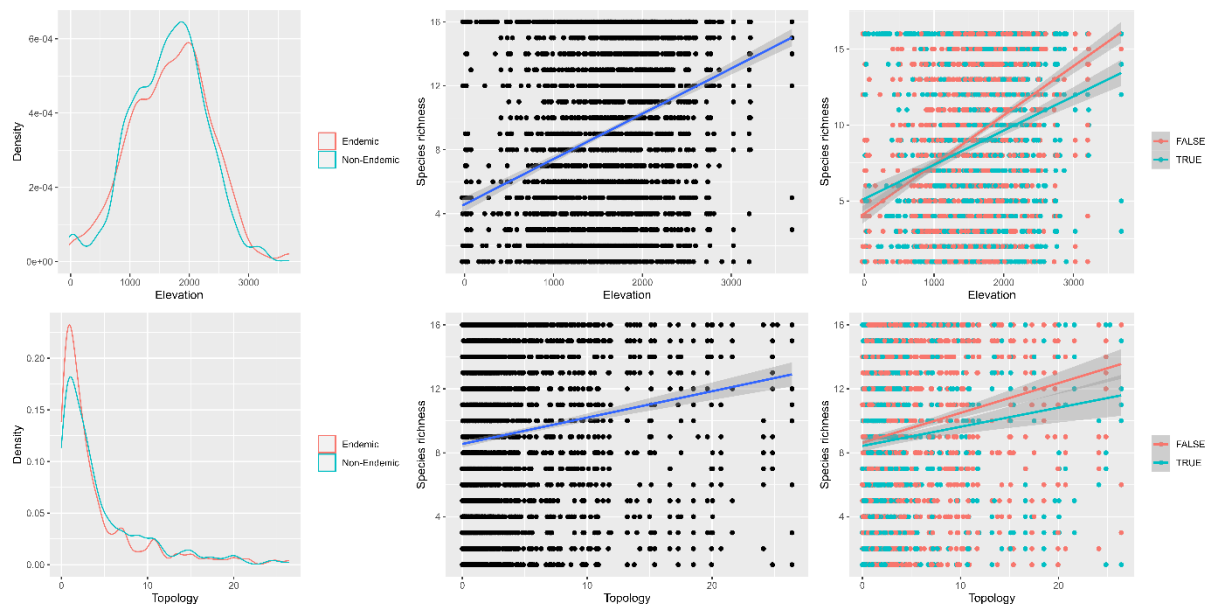 6e-04
4e-04
2e-04
0e+00
Density
0
1000
2000
3000
Elevation
Endemic
Non-Endemic
16
12
8
4
Species richness
0
1000
2000
3000
Elevation
15
10
5
Species richness
0
1000
2000
3000
Elevation
FALSE
TRUE
0.20
0.15
0.10
0.05
0.00
Density
0
10
20
Topology
Endemic
Non-Endemic
16
12
8
4
Species richness
0
10
20
Topology
16
12
8
4
Species richness
0
10
20
Topology
FALSE
TRUE